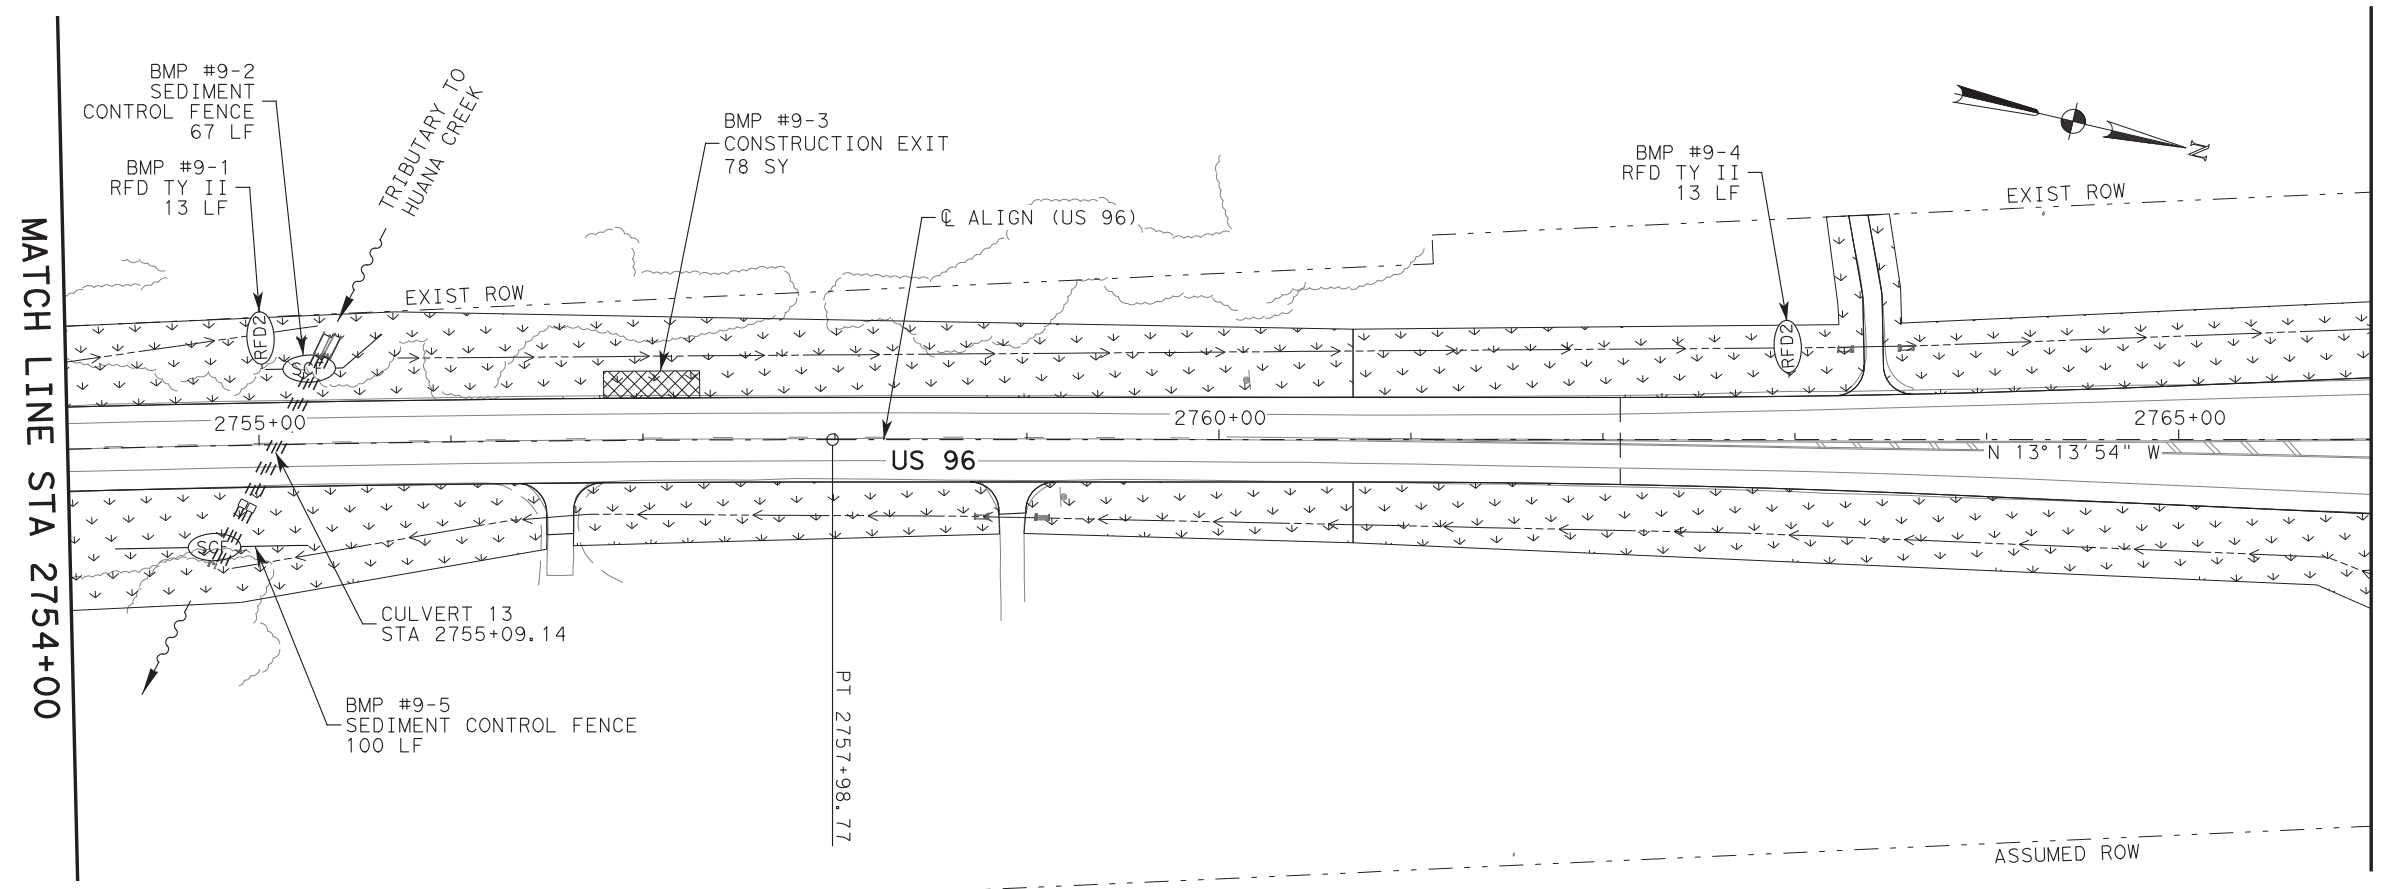 BMP #9-2
SEDIMENT
CONTROL FENCE
67 LF
BMP #9-1
RFD TY II
13 LF
TRIBUTARY TO
HUANA CREEK
BMP #9-3
CONSTRUCTION EXIT
78 SY
℄ ALIGN (US 96)
BMP #9-4
RFD TY II
13 LF
N
EXIST ROW
EXIST ROW
MATCH LINE STA 2754+00
RFD2
SCF
RFD2
2755+00
2760+00
2765+00
US 96
N 13°13'54" W
SCF
CULVERT 13
STA 2755+09.14
BMP #9-5
SEDIMENT CONTROL FENCE
100 LF
PT 2757+98.77
ASSUMED ROW